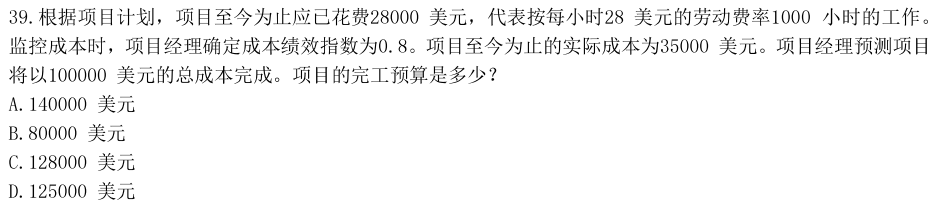 39. 根据项目计划，项目至今为止应已花费28000 美元，代表按每小时28 美元的劳动费率1000 小时的工作。
监控成本时，项目经理确定成本绩效指数为0.8。项目至今为止的实际成本为35000 美元。项目经理预测项目
将以100000 美元的总成本完成。项目的完工预算是多少？
A. 140000 美元
B. 80000 美元
C. 128000 美元
D. 125000 美元